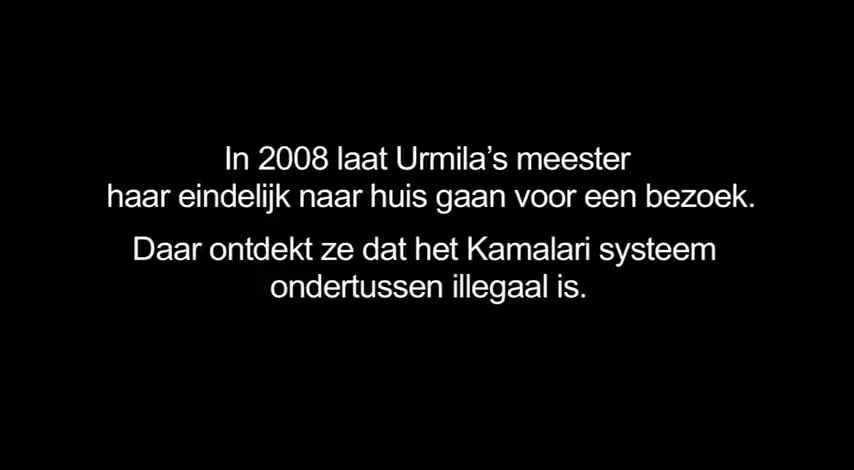 In 2008 laat Urmila’s meester
haar eindelijk naar huis gaan voor een bezoek.
Daar ontdekt ze dat het Kamalari systeem
ondertussen illegaal is.